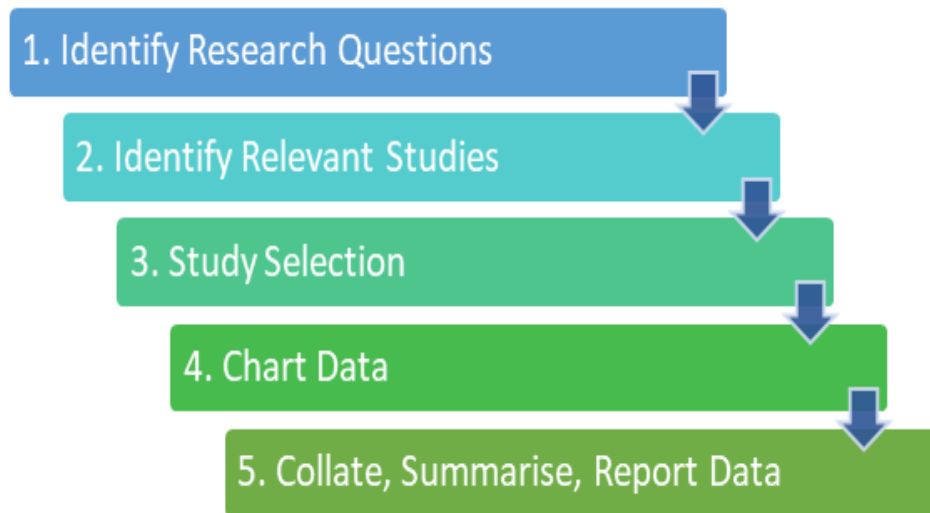 1. Identify Research Questions
2. Identify Relevant Studies
3. Study Selection
4. Chart Data
5. Collate, Summarise, Report Data